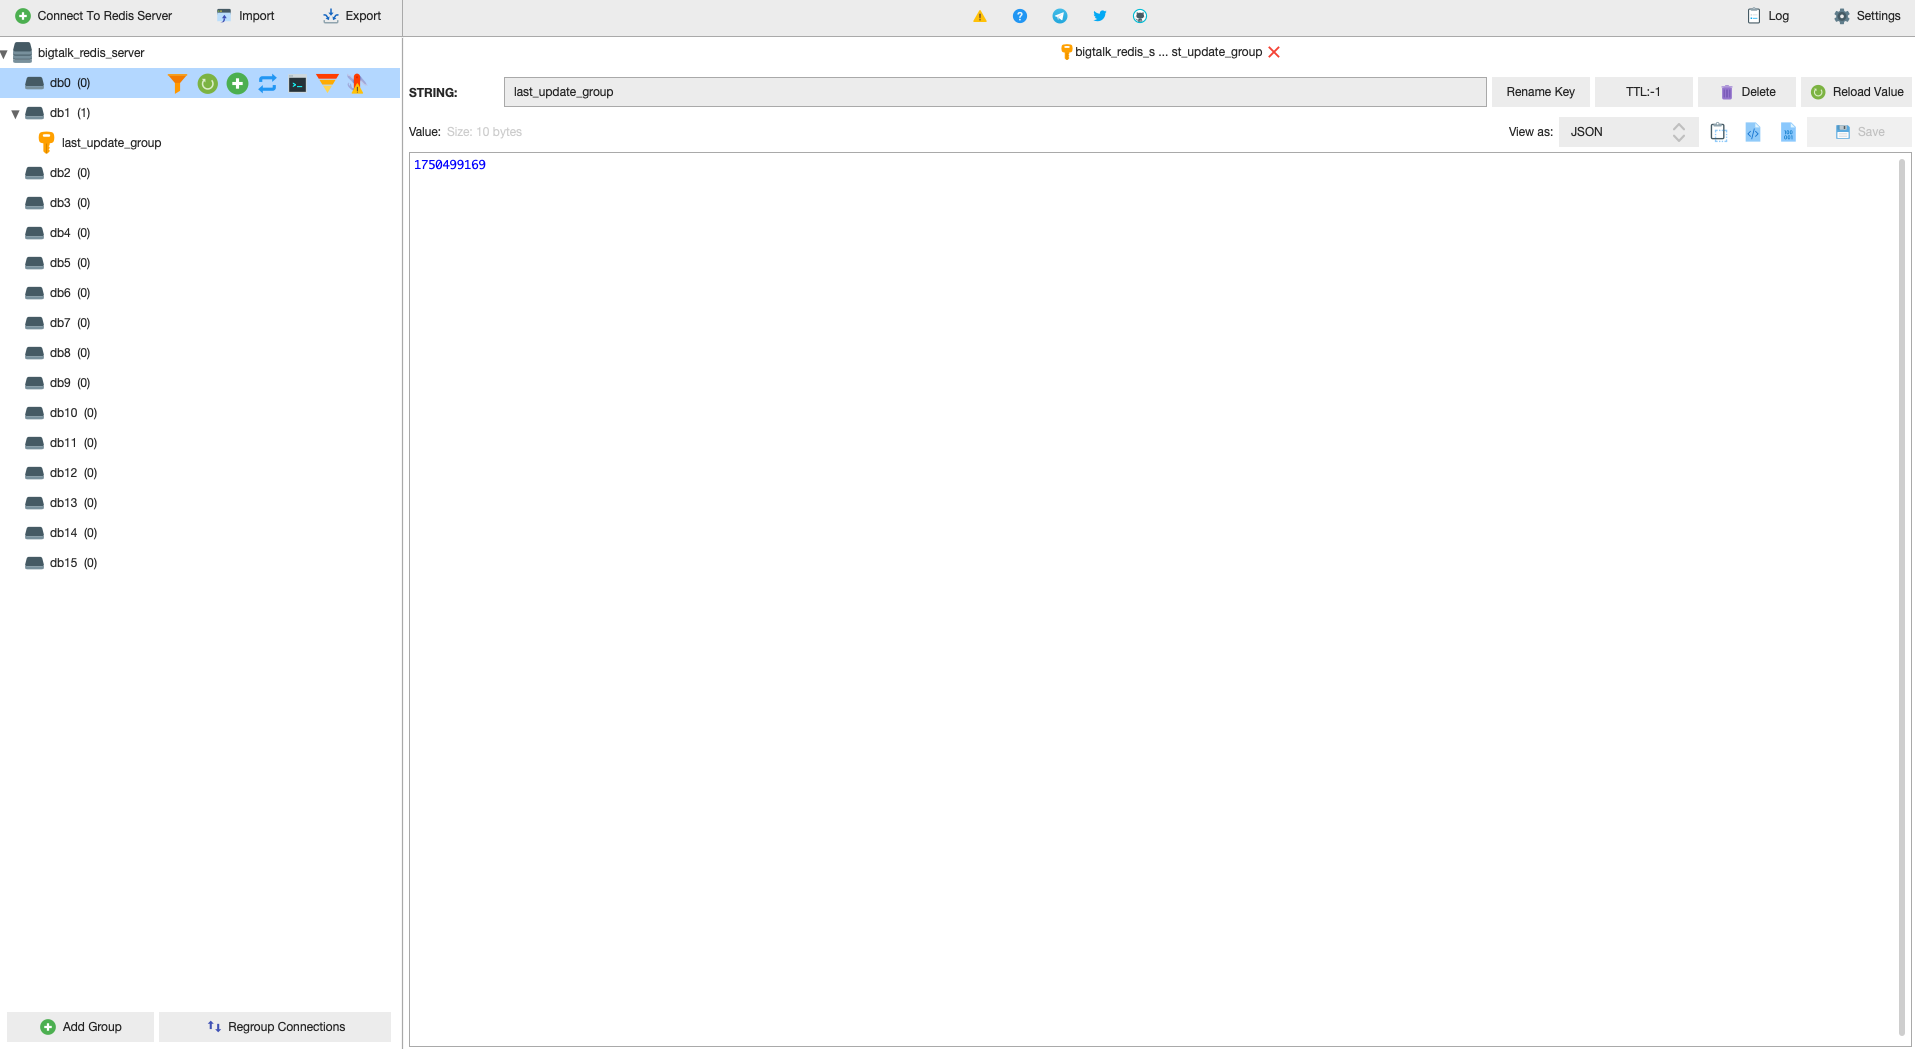 Connect To Redis Server Import Export Log Settings
bigtalk_redis_server
db0 (0)
db1 (1)
last_update_group
db2 (0)
db3 (0)
db4 (0)
db5 (0)
db6 (0)
db7 (0)
db8 (0)
db9 (0)
db10 (0)
db11 (0)
db12 (0)
db13 (0)
db14 (0)
db15 (0)
Add Group Regroup Connections
bigtalk_redis_s ... st_update_group
STRING: last_update_group Rename Key TTL:-1 Delete Reload Value
Value: Size: 10 bytes View as: JSON Save
1750499169